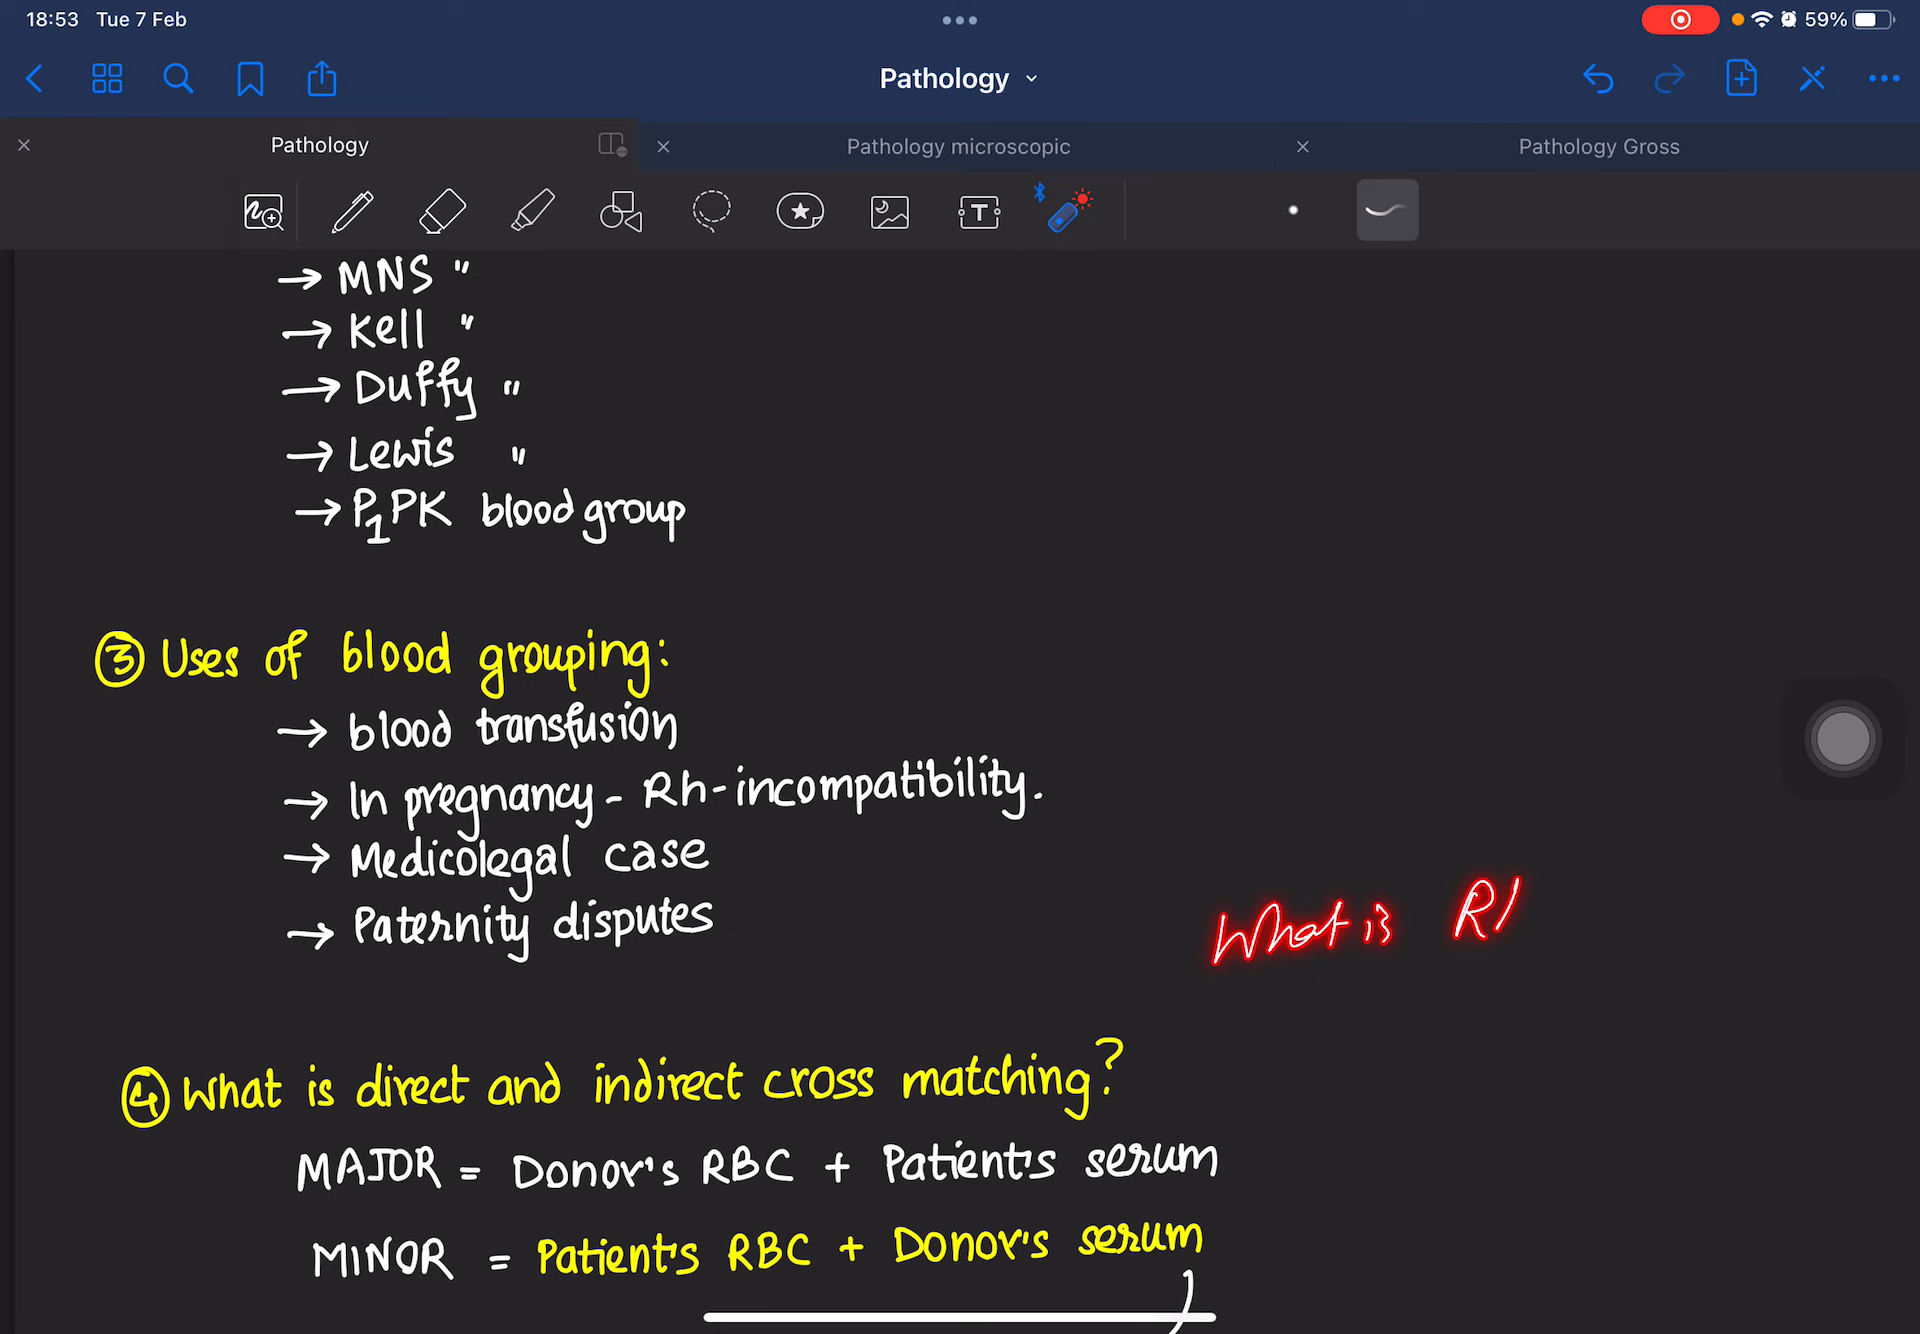 18:53 Tue 7 Feb
59%
Pathology
Pathology
Pathology microscopic
Pathology Gross
→ MNS "
→ Kell "
→ Duffy "
→ Lewis "
→ P1PK blood group
③ Uses of blood grouping:
→ blood transfusion
→ In pregnancy - Rh-incompatibility.
→ Medicolegal case
→ Paternity disputes
What is R
④ What is direct and indirect cross matching?
MAJOR = Donor's RBC + Patient's serum
MINOR = Patient's RBC + Donor's serum